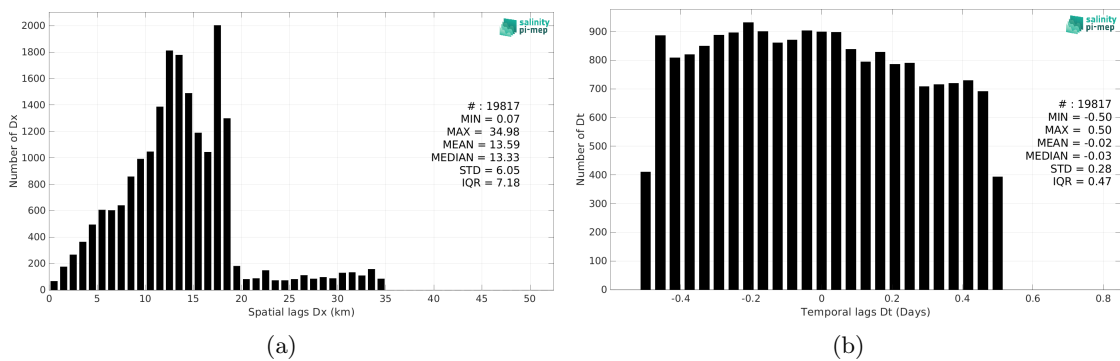 2000
1800
1600
1400
1200
1000
800
600
400
200
0
Number of Dx
salinity
pi-mep
# : 19817
MIN = 0.07
MAX = 34.98
MEAN = 13.59
MEDIAN = 13.33
STD = 6.05
IQR = 7.18
0 5 10 15 20 25 30 35 40 45 50
Spatial lags Dx (km)
(a)
900
800
700
600
500
400
300
200
100
0
Number of Dt
salinity
pi-mep
# : 19817
MIN = -0.50
MAX = 0.50
MEAN = -0.02
MEDIAN = -0.03
STD = 0.28
IQR = 0.47
-0.4 -0.2 0 0.2 0.4 0.6 0.8
Temporal lags Dt (Days)
(b)